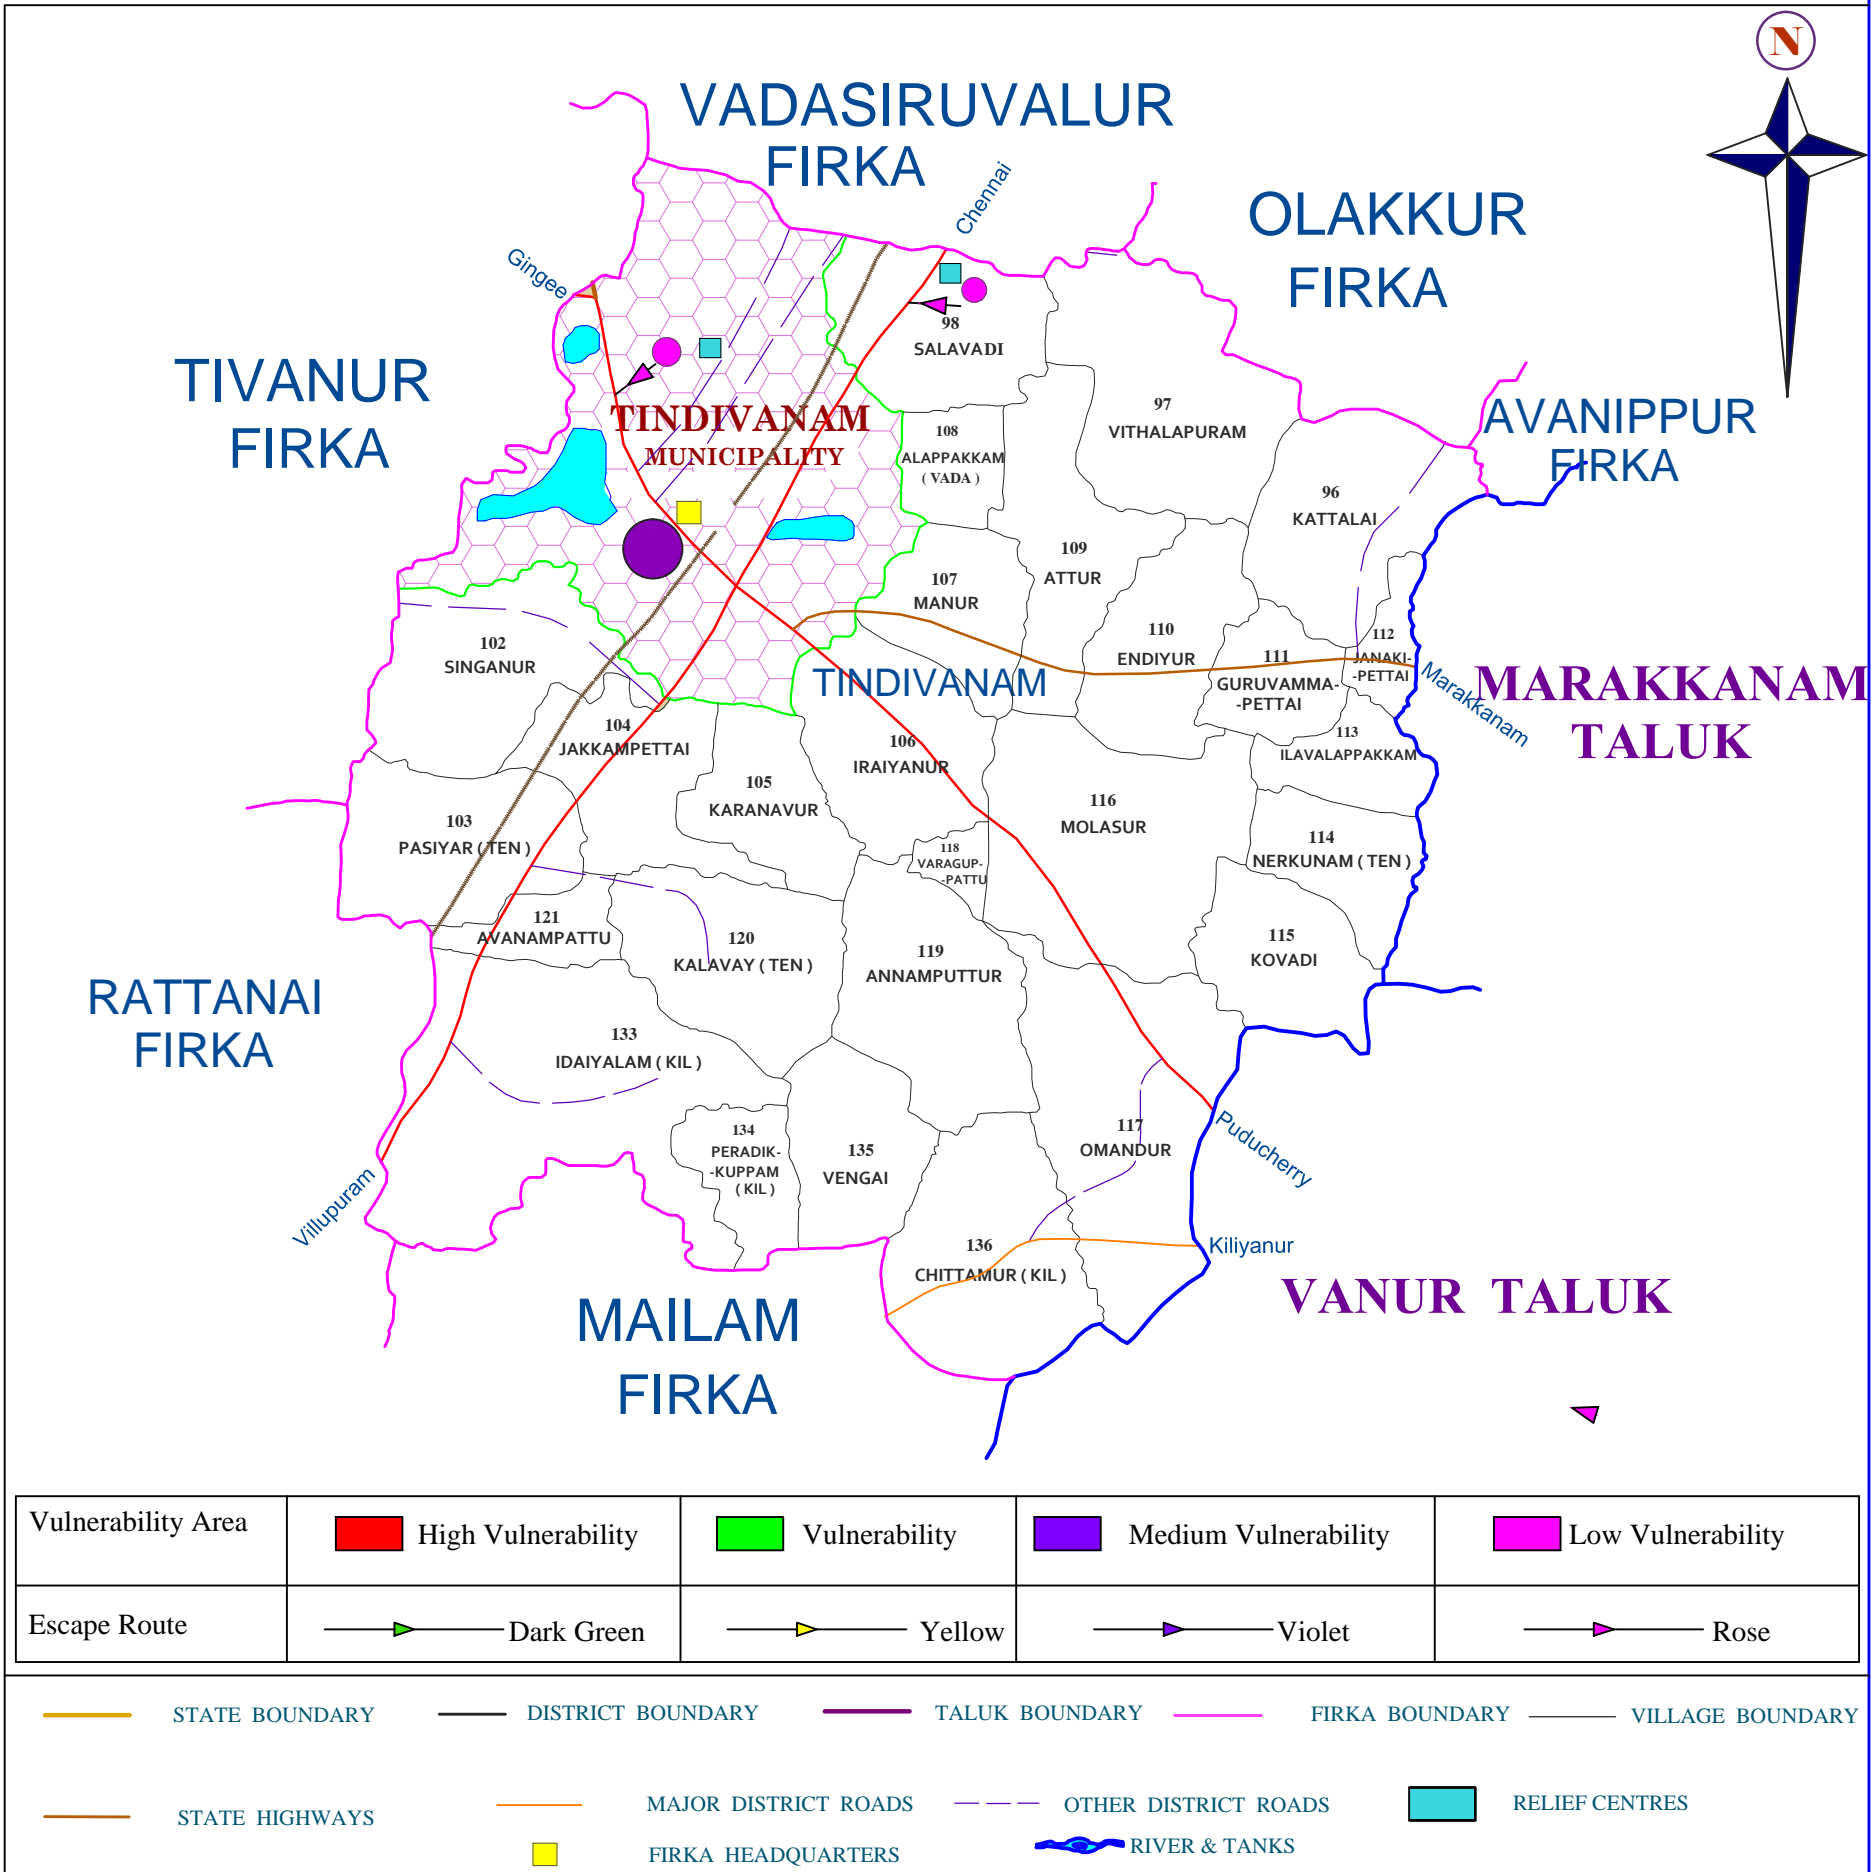 N
VADASIRUVALUR
FIRKA
Chennai
OLAKKUR
FIRKA
Gingee
98
SALAVADI
TIVANUR
FIRKA
TINDIVANAM
MUNICIPALITY
97
VITHALAPURAM
AVANIPPUR
FIRKA
108
ALAPPAKKAM
( VADA )
96
KATTALAI
109
ATTUR
107
MANUR
102
SINGANUR
110
ENDIYUR
111
GURUVAMMA-
-PETTAI
112
JANAKI-
-PETTAI
Marakkanam
MARAKKANAM
TALUK
TINDIVANAM
104
JAKKAMPETTAI
106
IRAIYANUR
113
ILAVALAPPAKKAM
105
KARANAVUR
116
MOLASUR
103
PASIYAR ( TEN )
118
VARAGUP-
-PATTU
114
NERKUNAM ( TEN )
121
AVANAMPATTU
120
KALAVAY ( TEN )
119
ANNAMPUTTUR
115
KOVADI
RATTANAI
FIRKA
133
IDAIYALAM ( KIL )
134
PERADIK-
-KUPPAM
( KIL )
135
VENGAI
117
OMANDUR
Puducherry
Villupuram
136
CHITTAMUR ( KIL )
Kiliyanur
VANUR TALUK
MAILAM
FIRKA
Vulnerability Area High Vulnerability Vulnerability Medium Vulnerability Low Vulnerability
Escape Route Dark Green Yellow Violet Rose
STATE BOUNDARY DISTRICT BOUNDARY TALUK BOUNDARY FIRKA BOUNDARY VILLAGE BOUNDARY
STATE HIGHWAYS MAJOR DISTRICT ROADS OTHER DISTRICT ROADS RELIEF CENTRES
FIRKA HEADQUARTERS RIVER & TANKS